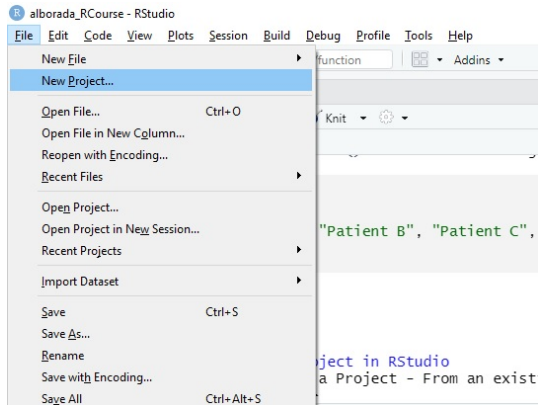 alborada_RCourse - RStudio
File Edit Code View Plots Session Build Debug Profile Tools Help
New File
function
Addins
New Project...
Open File... Ctrl+O
Knit
Open File in New Column...
Reopen with Encoding...
Recent Files
Open Project...
Open Project in New Session...
"Patient B", "Patient C",
Recent Projects
Import Dataset
Save Ctrl+S
Save As...
Rename
ject in RStudio
Save with Encoding...
a Project - From an exist
Save All Ctrl+Alt+S